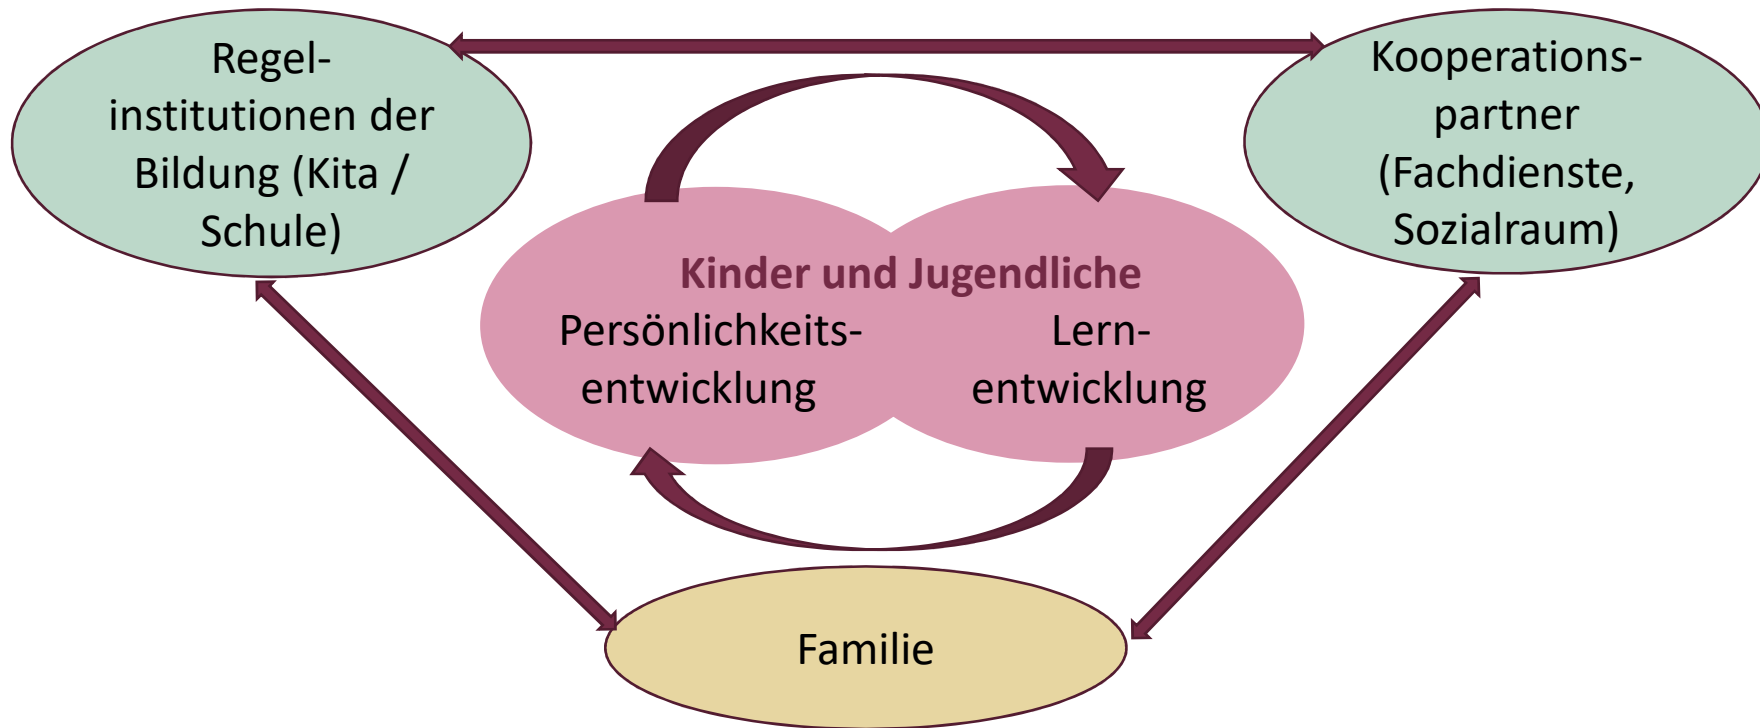 Regel-
institutionen der
Bildung (Kita /
Schule)
Kooperations-
partner
(Fachdienste,
Sozialraum)
Kinder und Jugendliche
Persönlichkeits-
entwicklung
Lern-
entwicklung
Familie